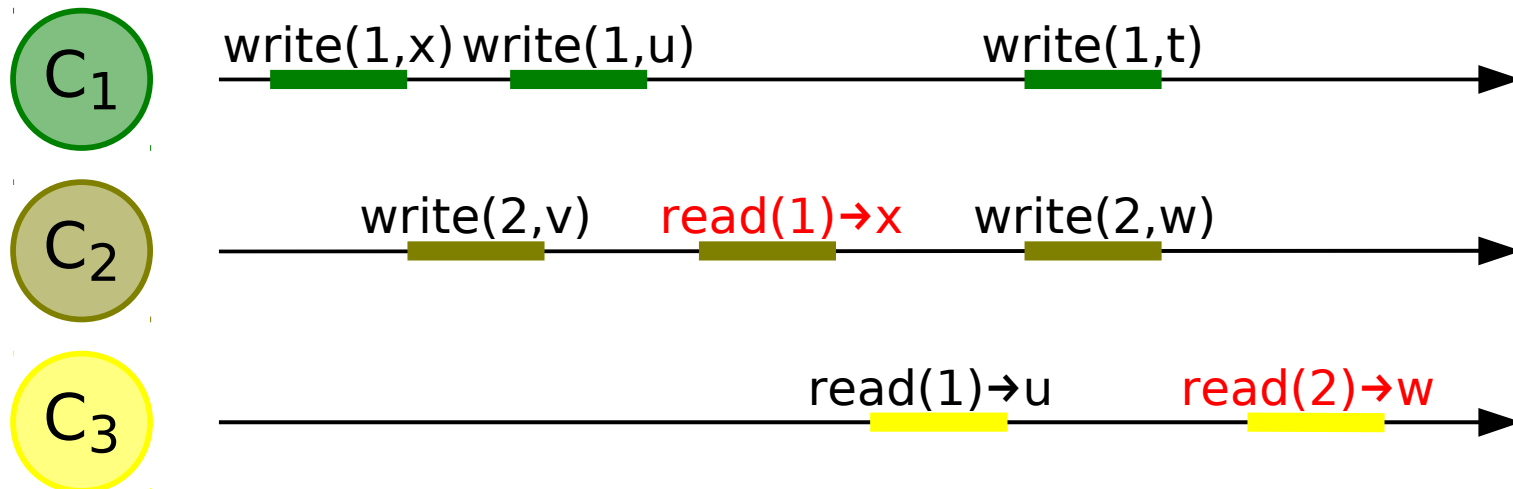 C₁ write(1,x) write(1,u) write(1,t)
C₂ write(2,v) read(1)→x write(2,w)
C₃ read(1)→u read(2)→w